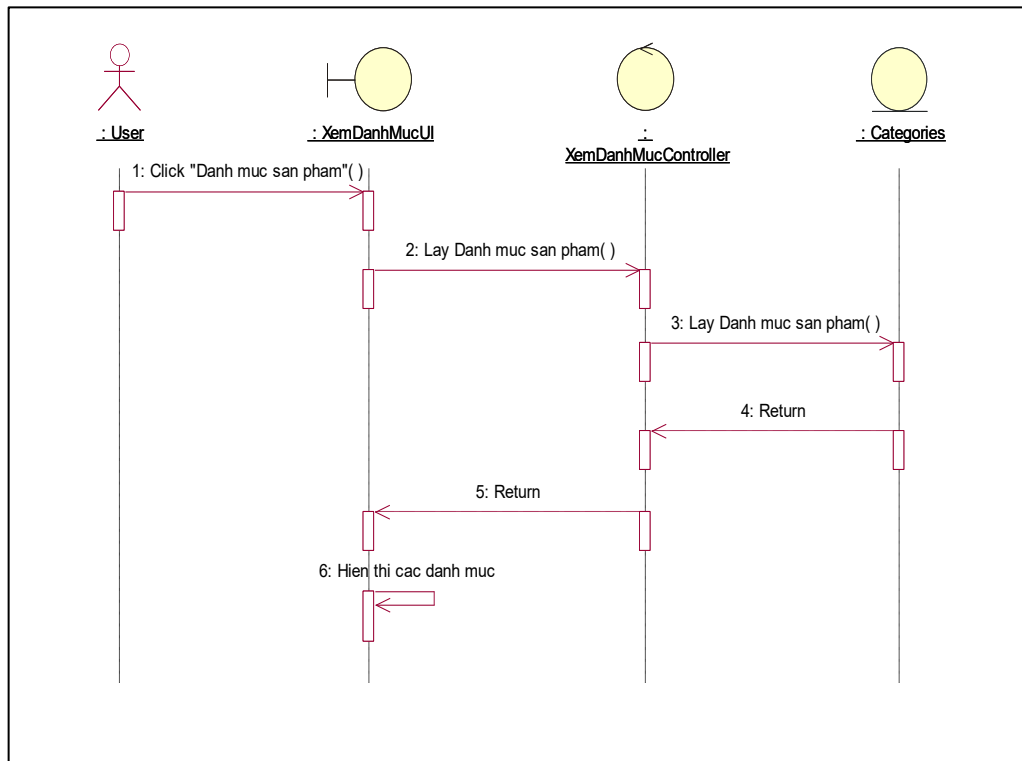 : User
: XemDanhMucUI
:
XemDanhMucController
: Categories
1: Click "Danh muc san pham"( )
2: Lay Danh muc san pham( )
3: Lay Danh muc san pham( )
4: Return
5: Return
6: Hien thi cac danh muc